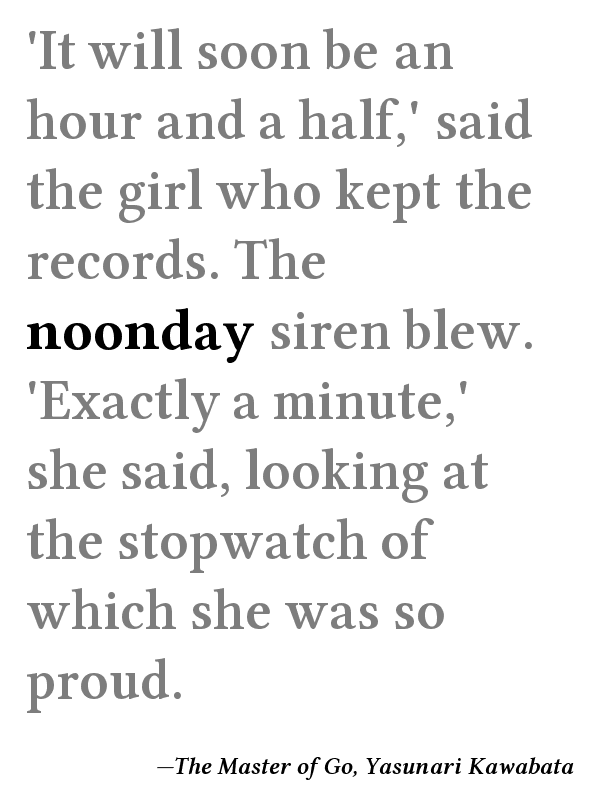 'It will soon be an
hour and a half,' said
the girl who kept the
records. The
noonday siren blew.
'Exactly a minute,'
she said, looking at
the stopwatch of
which she was so
proud.
—The Master of Go, Yasunari Kawabata